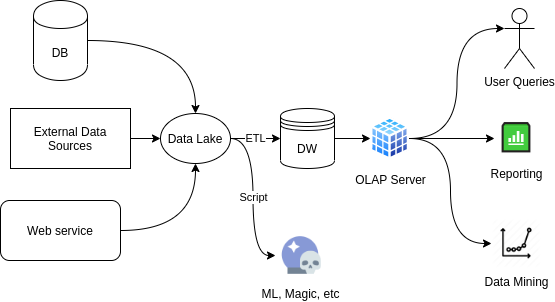 DB
External Data
Sources
Web service
Data Lake
ETL
Script
DW
OLAP Server
ML, Magic, etc
User Queries
Reporting
Data Mining